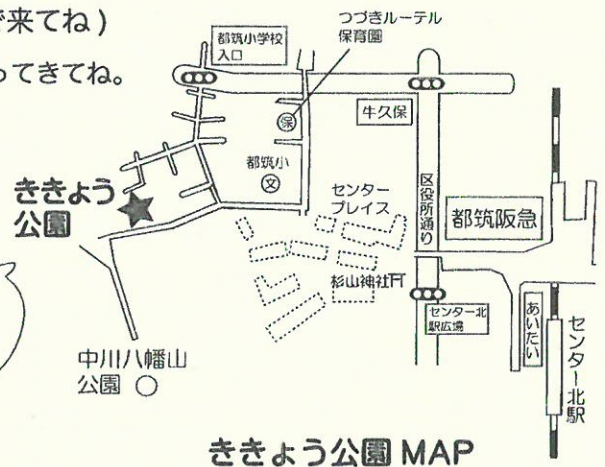 で来てね)
ってきてね。
つづきルーテル
保育園
都筑小学校
入口
牛久保
保
都筑小
文
ききょう
公園
センター
プレイス
区役所通り
都筑阪急
杉山神社
センター北
駅広場
あいたい
センター北駅
中川八幡山
公園
ききょう公園 MAP